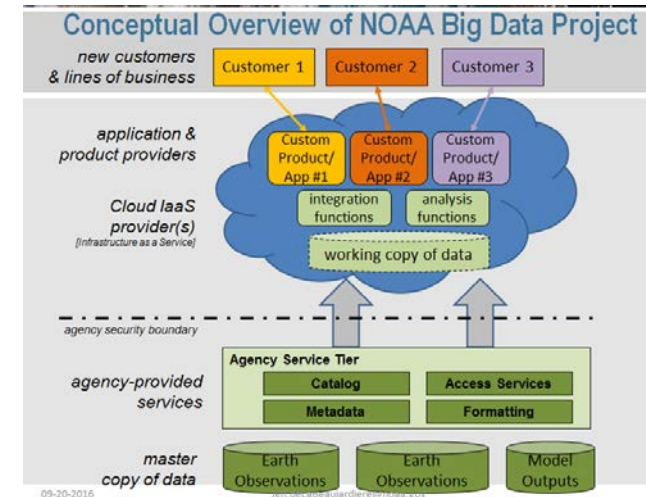 Conceptual Overview of NOAA Big Data Project
new customers
& lines of business
Customer 1
Customer 2
Customer 3
application &
product providers
Custom
Product/
App #1
Custom
Product/
App #2
Custom
Product/
App #3
Cloud IaaS
provider(s)
[Infrastructure as a Service]
integration
functions
analysis
functions
working copy of data
agency security boundary
agency-provided
services
Agency Service Tier
Catalog
Access Services
Metadata
Formatting
master
copy of data
Earth
Observations
Earth
Observations
Model
Outputs
09-20-2016